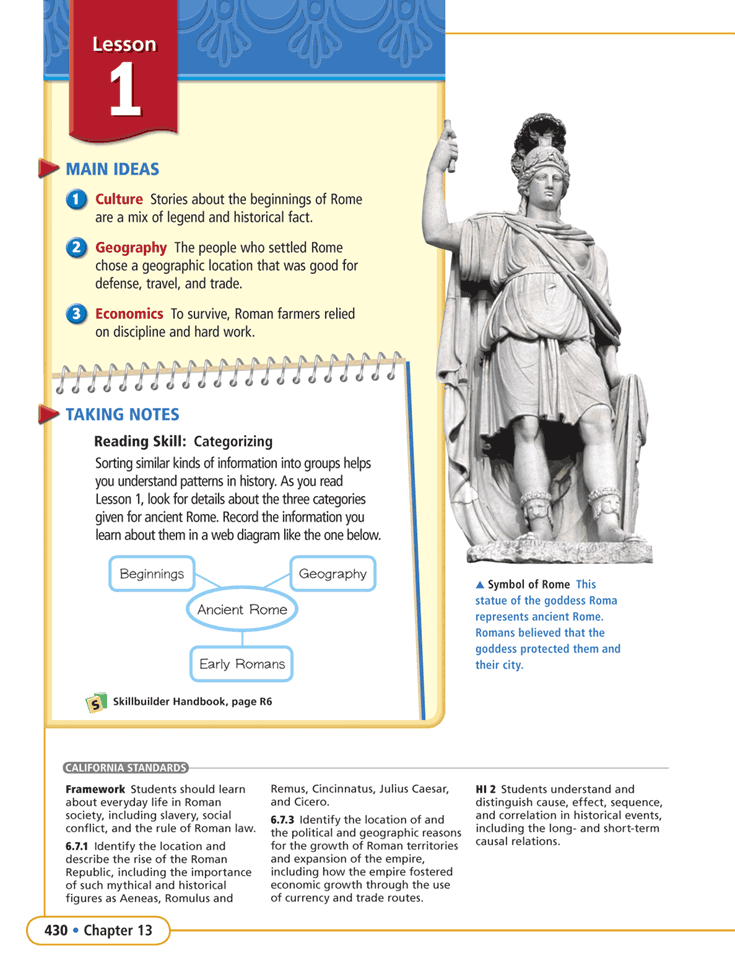 Lesson
1
MAIN IDEAS
1 Culture Stories about the beginnings of Rome
are a mix of legend and historical fact.
2 Geography The people who settled Rome
chose a geographic location that was good for
defense, travel, and trade.
3 Economics To survive, Roman farmers relied
on discipline and hard work.
TAKING NOTES
Reading Skill: Categorizing
Sorting similar kinds of information into groups helps
you understand patterns in history. As you read
Lesson 1, look for details about the three categories
given for ancient Rome. Record the information you
learn about them in a web diagram like the one below.
Beginnings
Geography
Ancient Rome
Early Romans
S Skillbuilder Handbook, page R6
▲ Symbol of Rome This
statue of the goddess Roma
represents ancient Rome.
Romans believed that the
goddess protected them and
their city.
CALIFORNIA STANDARDS
Framework Students should learn
about everyday life in Roman
society, including slavery, social
conflict, and the rule of Roman law.
6.7.1 Identify the location and
describe the rise of the Roman
Republic, including the importance
of such mythical and historical
figures as Aeneas, Romulus and
Remus, Cincinnatus, Julius Caesar,
and Cicero.
6.7.3 Identify the location of and
the political and geographic reasons
for the growth of Roman territories
and expansion of the empire,
including how the empire fostered
economic growth through the use
of currency and trade routes.
HI 2 Students understand and
distinguish cause, effect, sequence,
and correlation in historical events,
including the long- and short-term
causal relations.
430 • Chapter 13